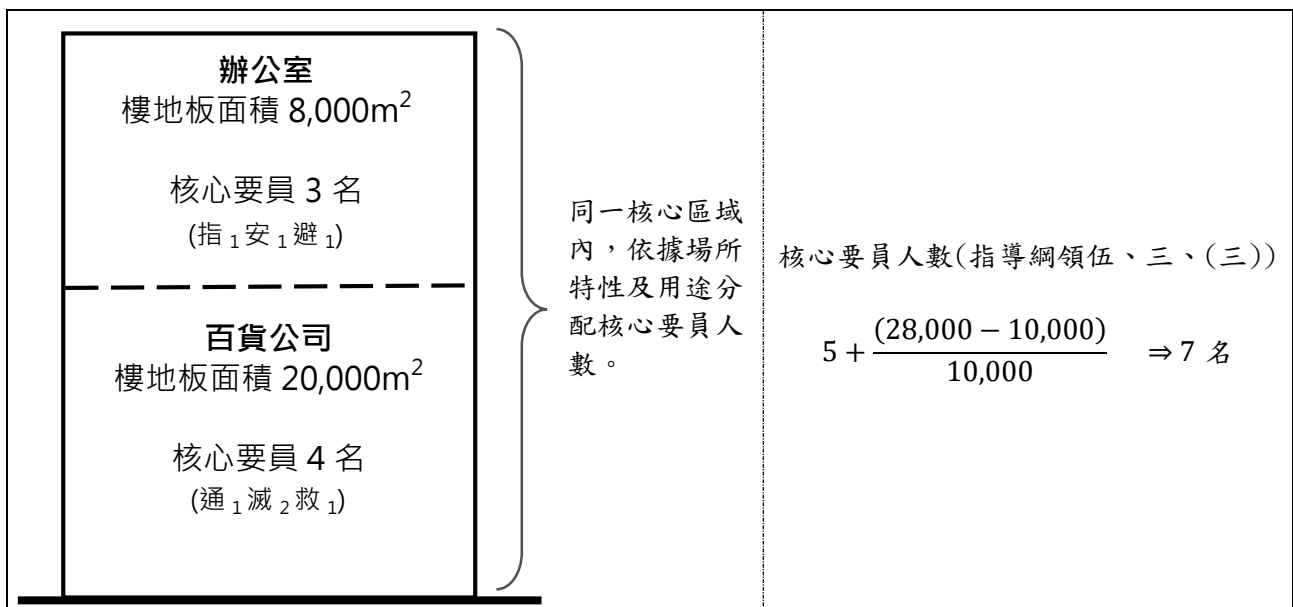 辦公室
樓地板面積 8,000m²
核心要員 3 名
(指₁安₁避₁)
百貨公司
樓地板面積 20,000m²
核心要員 4 名
(通₁滅₂救₁)
同一核心區域
內，依據場所
特性及用途分
配核心要員人
數。
核心要員人數(指導綱領伍、三、(三))
5 + (28,000 − 10,000) / 10,000 ⇒ 7 名